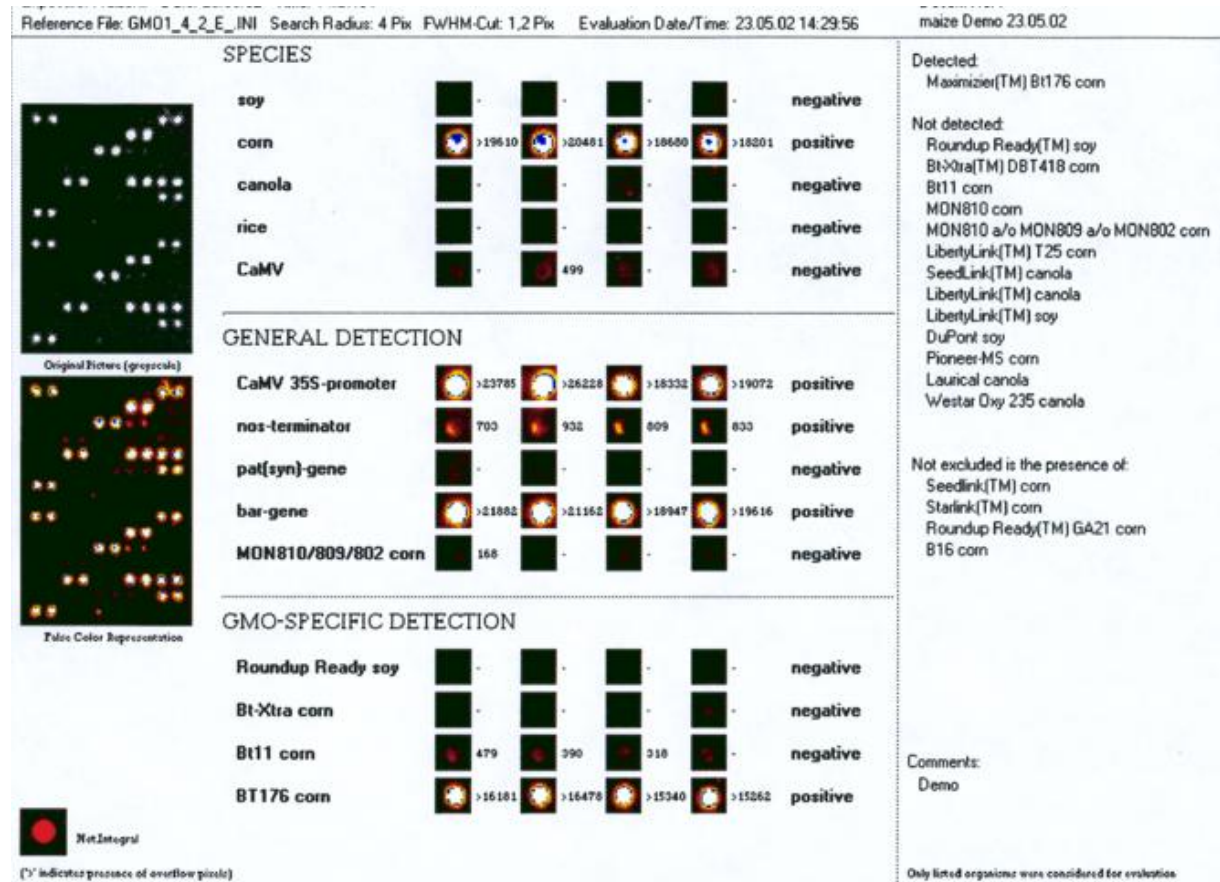 Reference File: GMO1_4_2_E_.INI Search Radius: 4 Pix FWHM-Cut: 1,2 Pix Evaluation Date/Time: 23.05.02 14:29:56
maize Demo 23.05.02
SPECIES
soy - - - - negative
corn >19610 >20481 >18680 >18201 positive
canola - - - - negative
rice - - - - negative
CaMV - 499 - - negative
GENERAL DETECTION
CaMV 35S-promoter >23785 >26228 >18332 >19072 positive
nos-terminator 703 932 809 833 positive
pat(syn)-gene - - - - negative
bar-gene >21882 >21162 >18947 >19616 positive
MON810/809/802 corn 168 - - - negative
GMO-SPECIFIC DETECTION
Roundup Ready soy - - - - negative
Bt-Xtra corn - - - - negative
Bt11 corn 479 390 318 - negative
BT176 corn >16181 >16478 >15340 >15262 positive
Original Picture (greyscale)
False Color Representation
Net Integral
('>' indicates presence of overflow pixels)
Detected:
Maximizier(TM) Bt176 corn
Not detected:
Roundup Ready(TM) soy
Bt-Xtra(TM) DBT418 corn
Bt11 corn
MON810 corn
MON810 a/o MON809 a/o MON802 corn
LibertyLink(TM) T25 corn
SeedLink(TM) canola
LibertyLink(TM) canola
LibertyLink(TM) soy
DuPont soy
Pioneer-MS corn
Laurical canola
Westar Oxy 235 canola
Not excluded is the presence of:
Seedlink(TM) corn
Starlink(TM) corn
Roundup Ready(TM) GA21 corn
B16 corn
Comments:
Demo
Only listed organisms were considered for evaluation